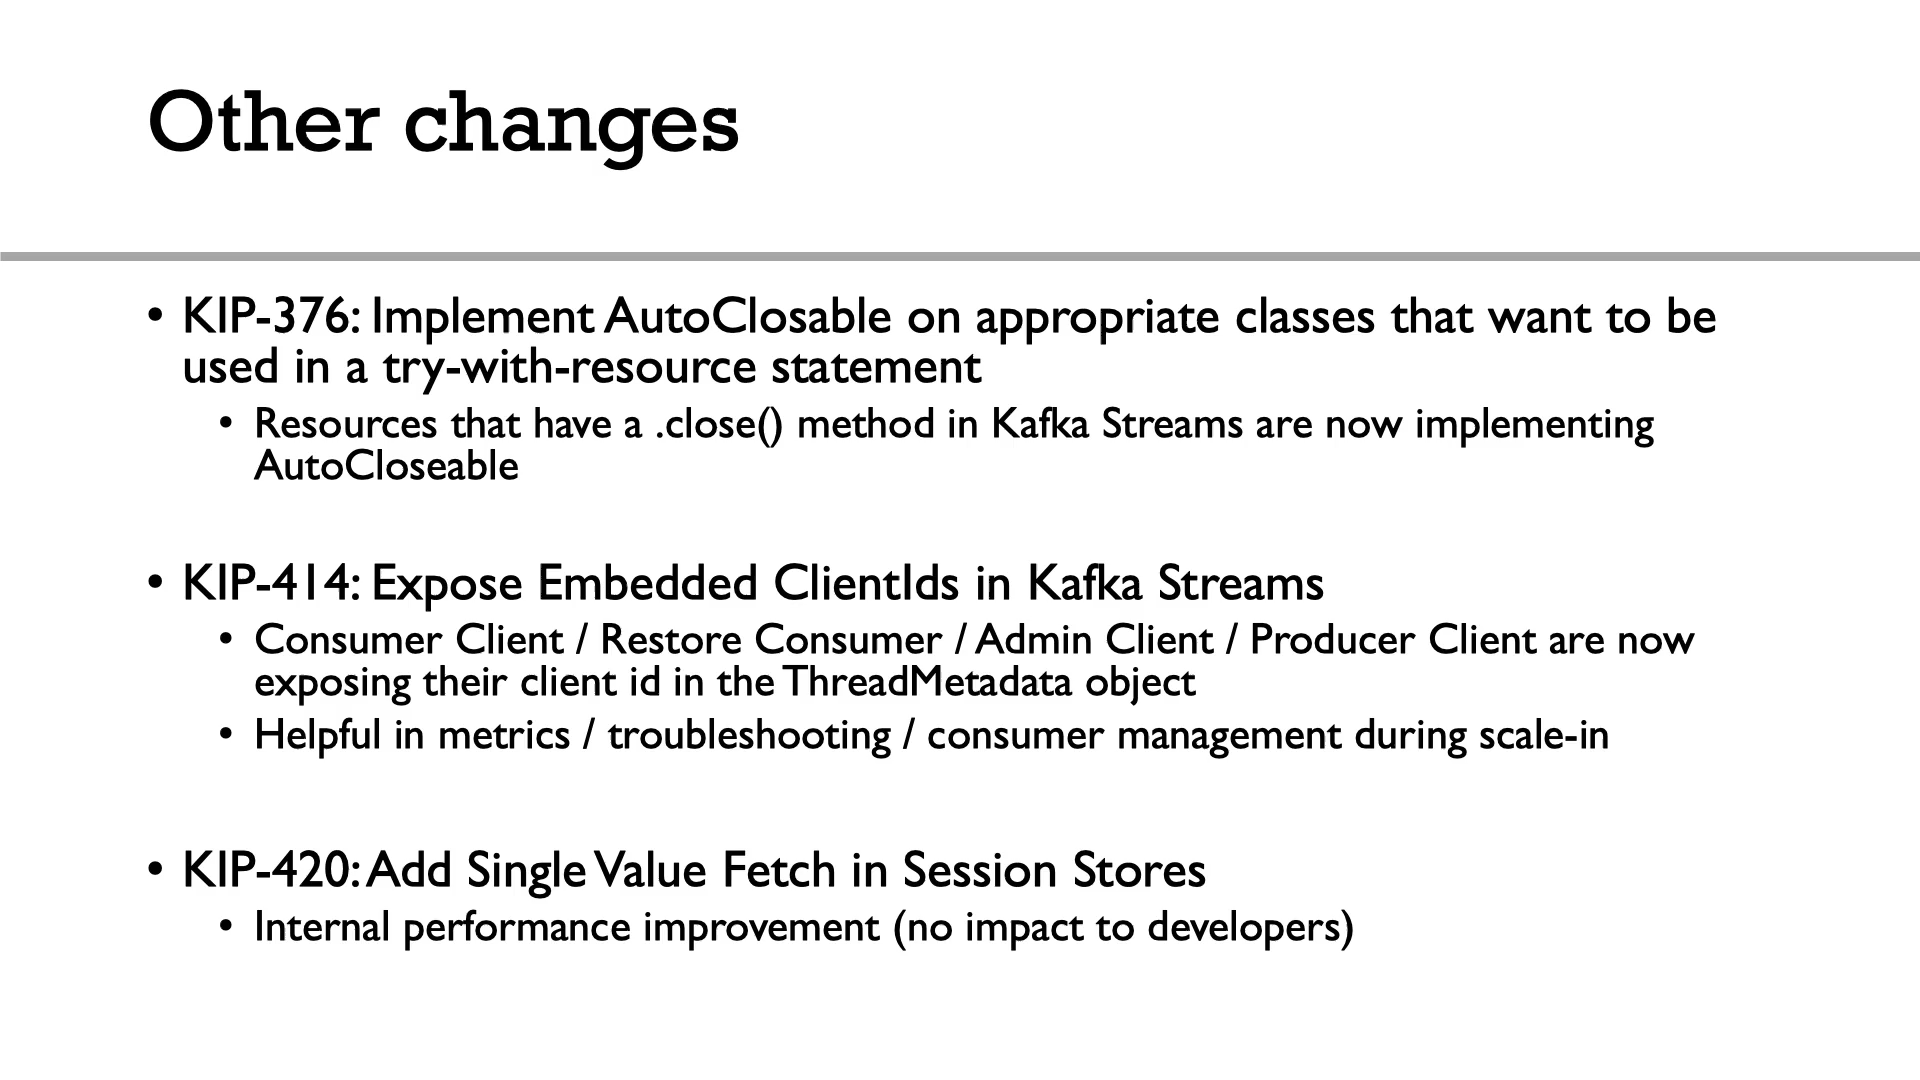 Other changes
• KIP-376: Implement AutoClosable on appropriate classes that want to be
used in a try-with-resource statement
• Resources that have a .close() method in Kafka Streams are now implementing
AutoCloseable
• KIP-414: Expose Embedded ClientIds in Kafka Streams
• Consumer Client / Restore Consumer / Admin Client / Producer Client are now
exposing their client id in the ThreadMetadata object
• Helpful in metrics / troubleshooting / consumer management during scale-in
• KIP-420: Add Single Value Fetch in Session Stores
• Internal performance improvement (no impact to developers)